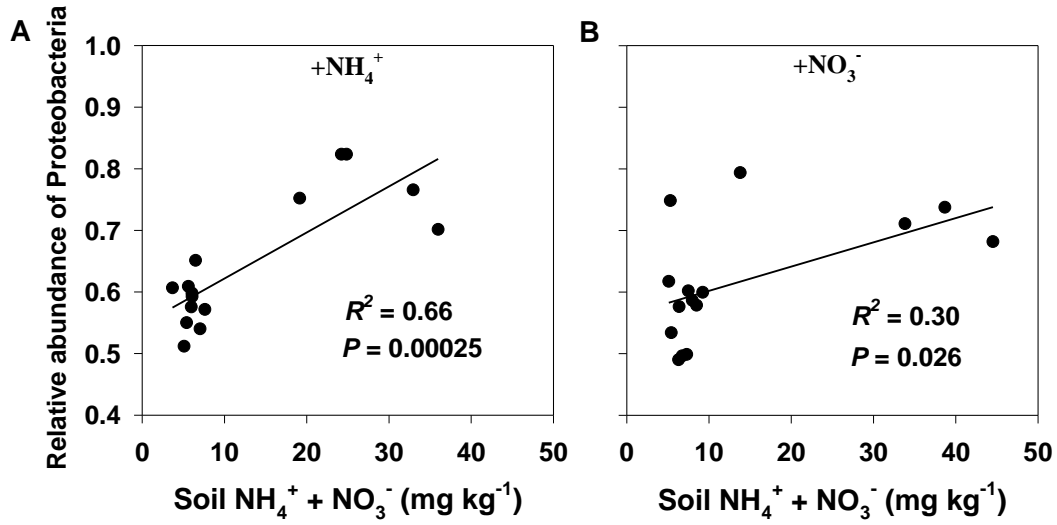 A
Relative abundance of Proteobacteria
1.0
0.9
0.8
0.7
0.6
0.5
0.4
+NH₄⁺
R² = 0.66
P = 0.00025
0 10 20 30 40 50
Soil NH₄⁺ + NO₃⁻ (mg kg⁻¹)
B
+NO₃⁻
R² = 0.30
P = 0.026
0 10 20 30 40 50
Soil NH₄⁺ + NO₃⁻ (mg kg⁻¹)